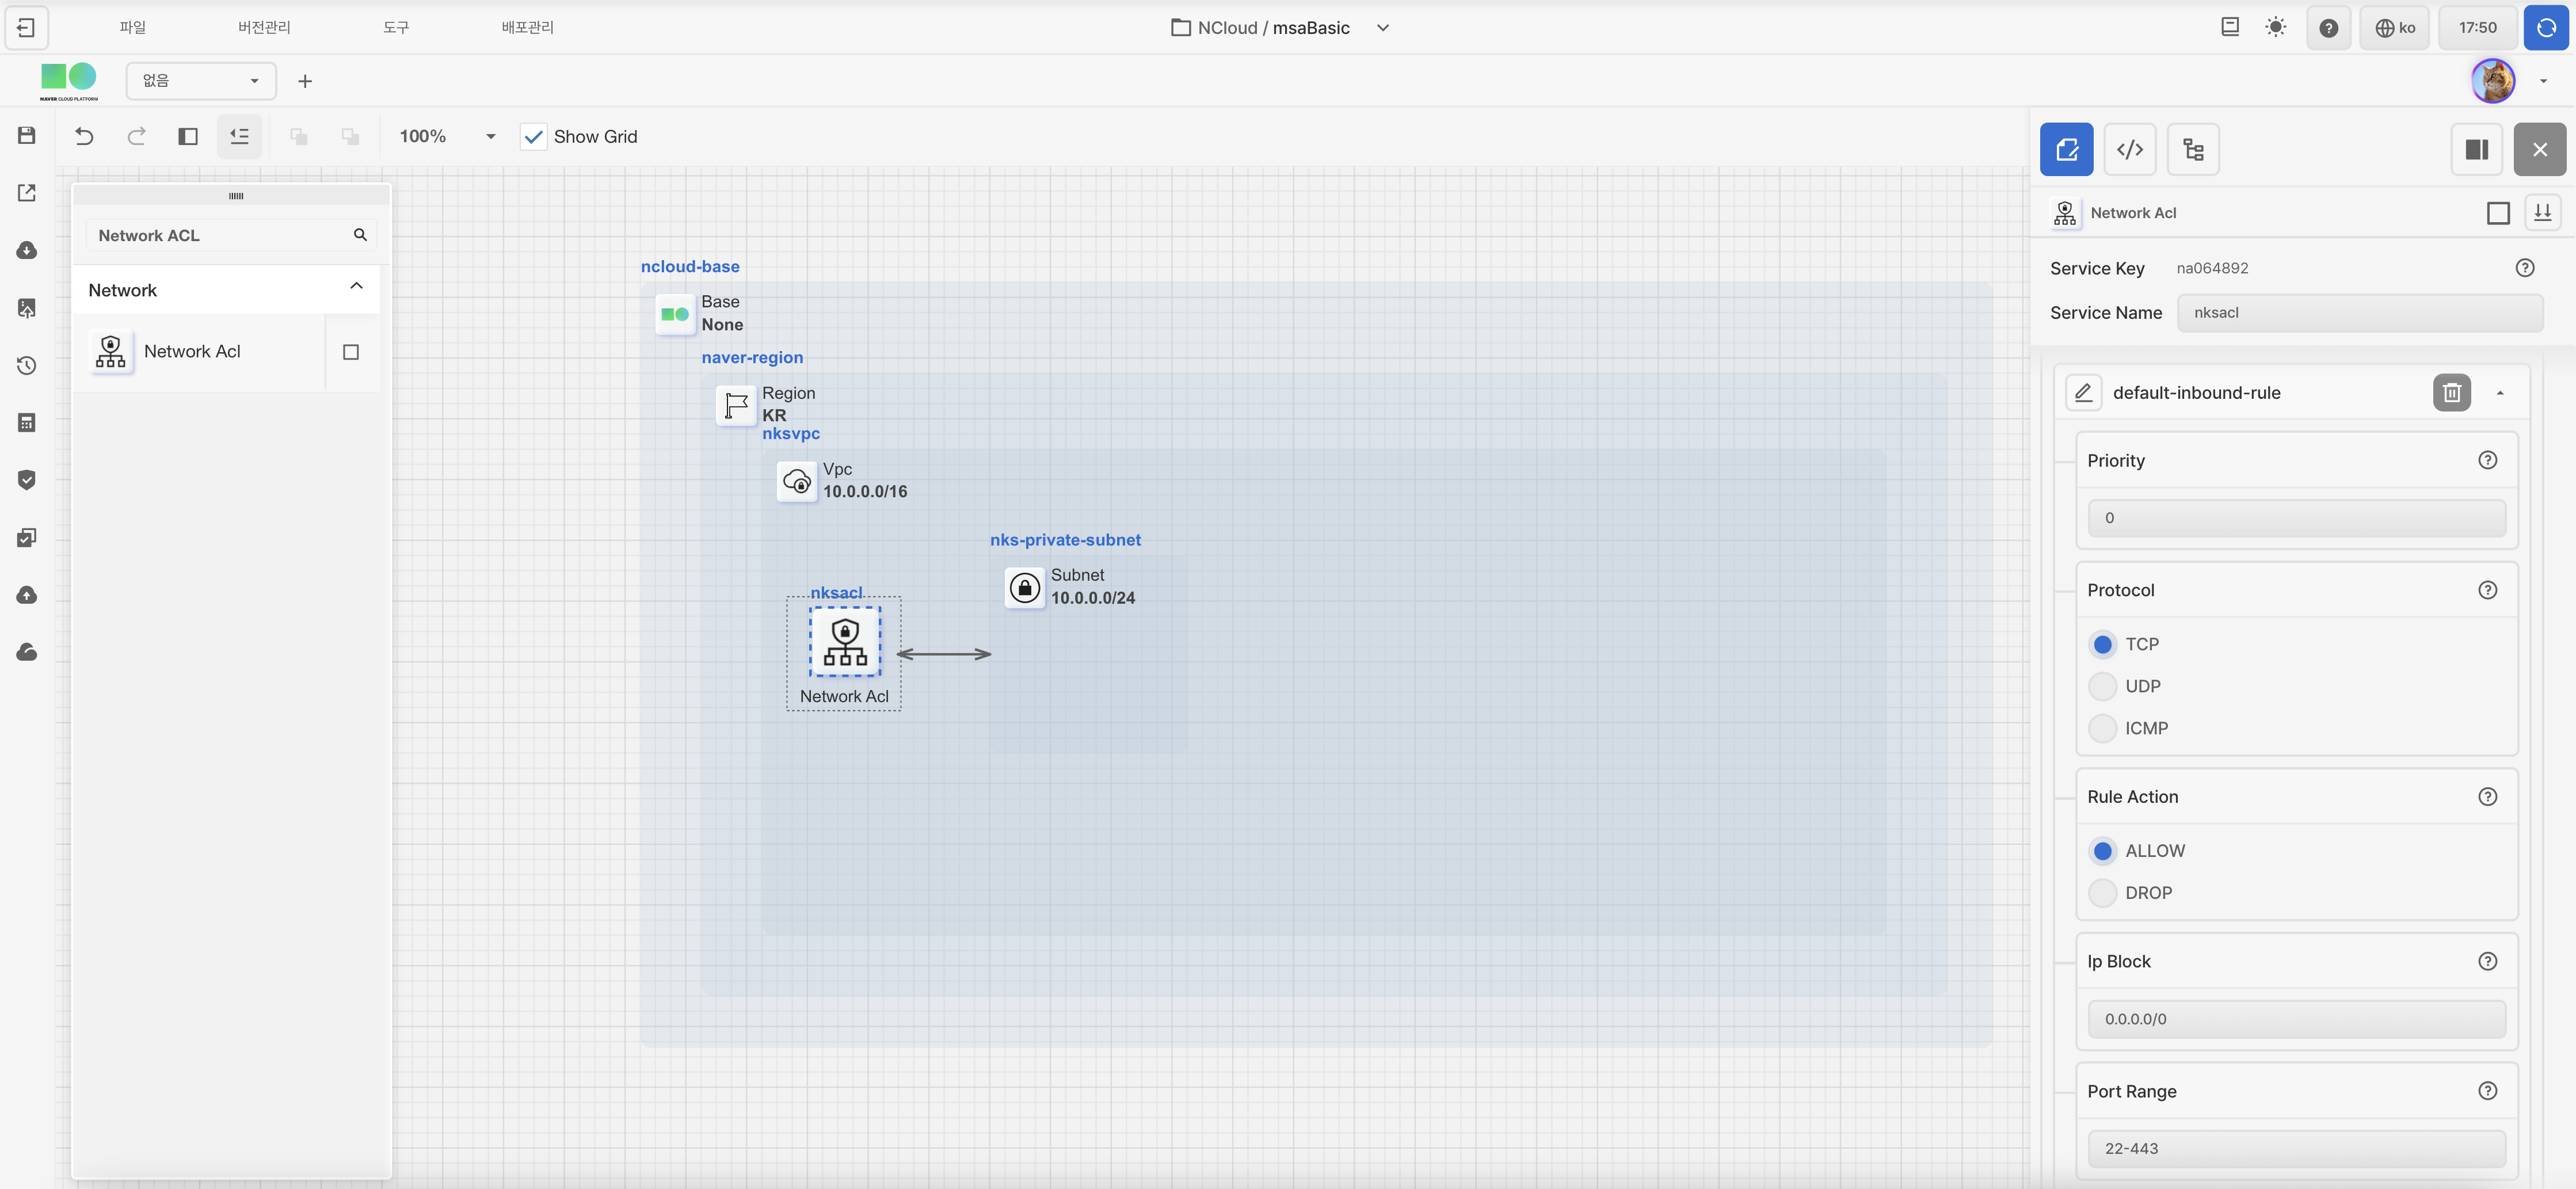 파일
버전관리
도구
배포관리
NCloud / msaBasic
ko
17:50
NAVER CLOUD PLATFORM
없음
100%
Show Grid
Network ACL
Network
Network Acl
ncloud-base
Base
None
naver-region
Region
KR
nksvpc
Vpc
10.0.0.0/16
nks-private-subnet
Subnet
10.0.0.0/24
nksacl
Network Acl
Network Acl
Service Key na064892
Service Name nksacl
default-inbound-rule
Priority
0
Protocol
TCP
UDP
ICMP
Rule Action
ALLOW
DROP
Ip Block
0.0.0.0/0
Port Range
22-443